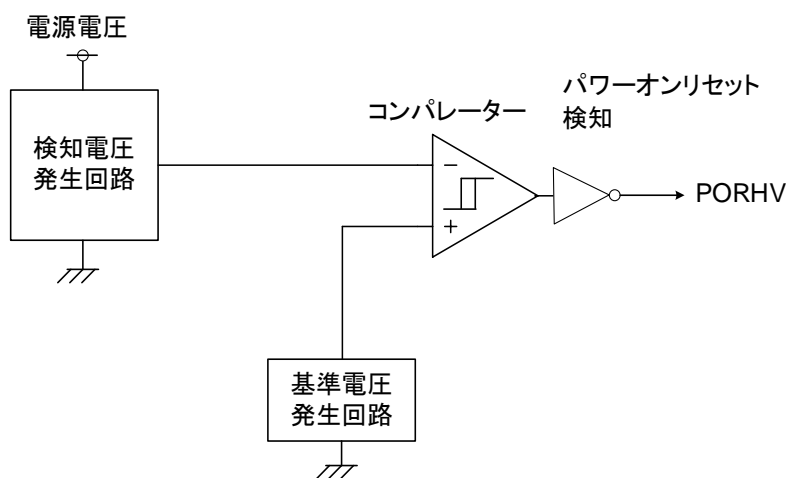 電源電圧
検知電圧
発生回路
コンパレーター
パワーオンリセット
検知
−
+
PORHV
基準電圧
発生回路